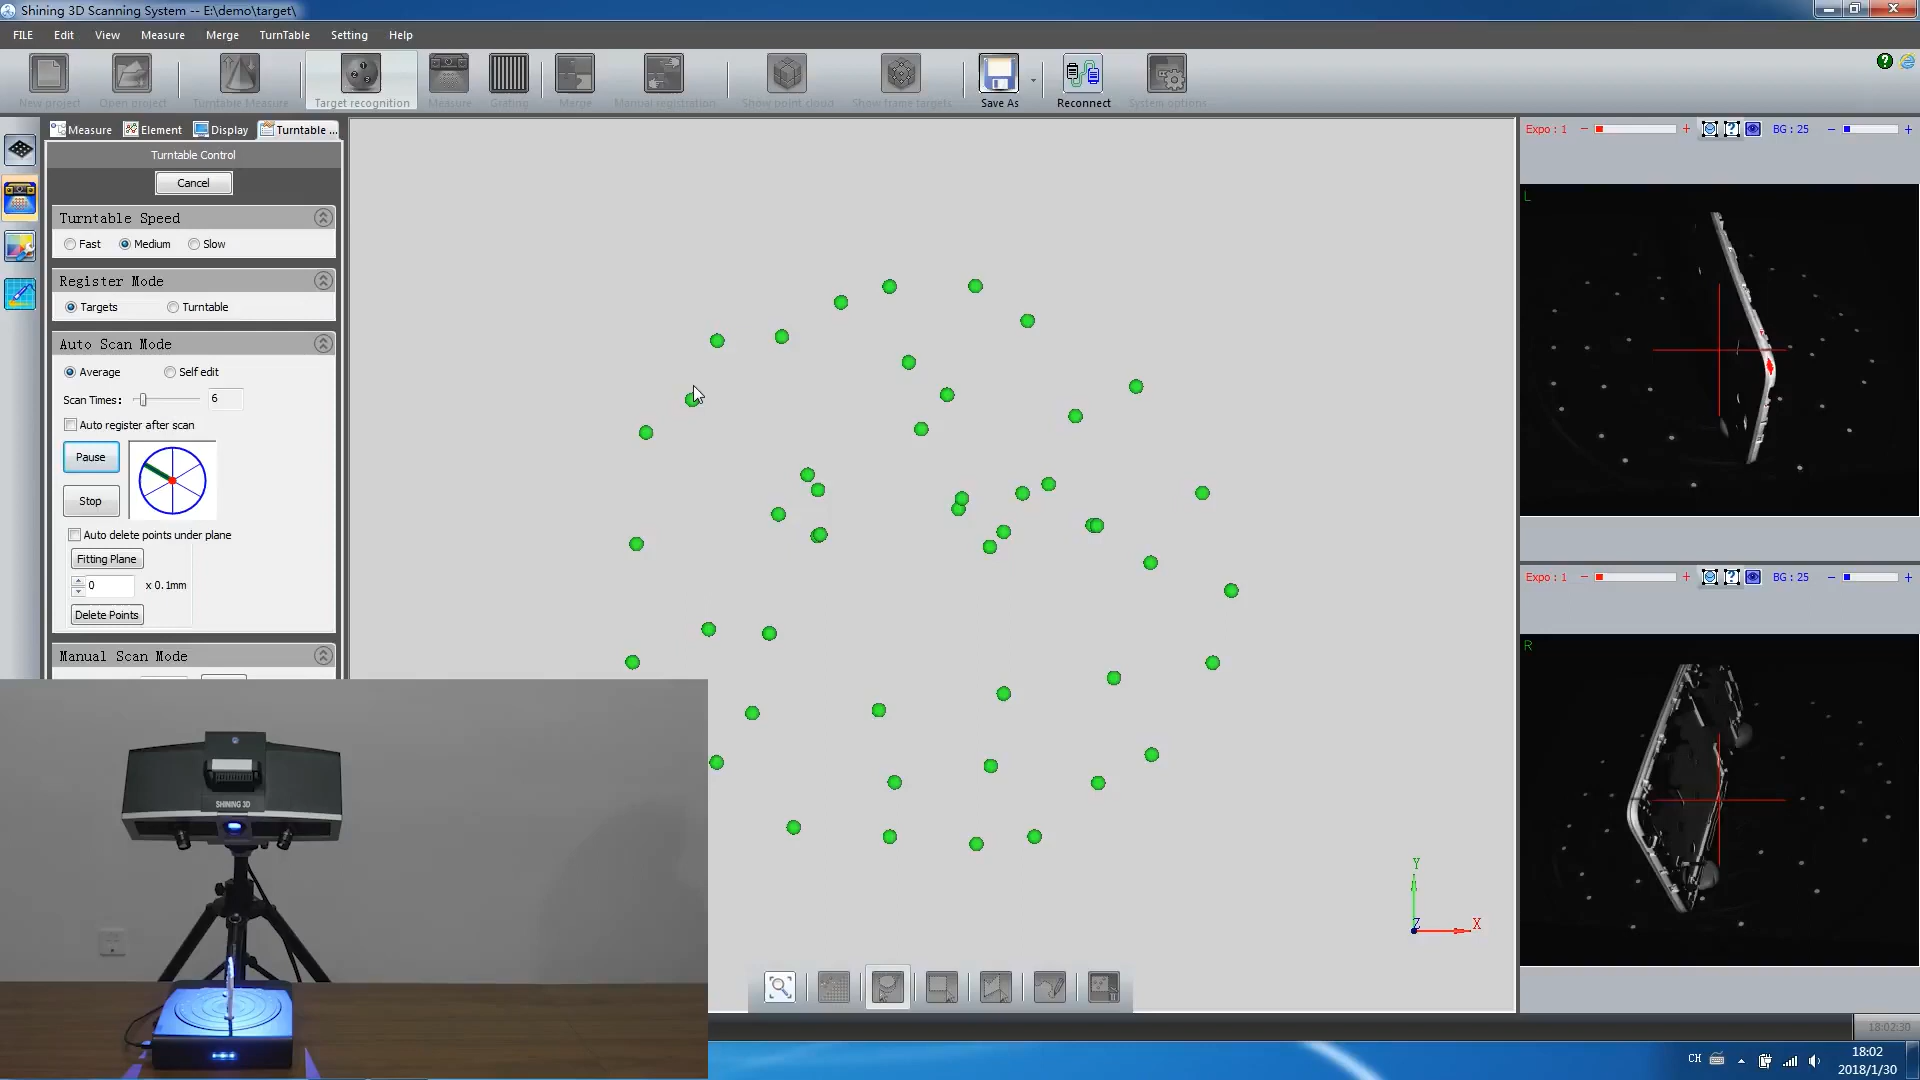 Shining 3D Scanning System -- E:\demo\target\
FILE Edit View Measure Merge TurnTable Setting Help
New project Open project Turntable Measure Target recognition Measure Grating Merge Manual registration Show point cloud Show frame targets Save As Reconnect System options
Measure Element Display Turntable ...
Turntable Control
Cancel
Turntable Speed
Fast Medium Slow
Register Mode
Targets Turntable
Auto Scan Mode
Average Self edit
Scan Times: 6
Auto register after scan
Pause
Stop
Auto delete points under plane
Fitting Plane
0 x 0.1mm
Delete Points
Manual Scan Mode
SHINING 3D
Y
Z X
Expo : 1 BG : 25
L
Expo : 1 BG : 25
R
18:02:30
CH 18:02
2018/1/30